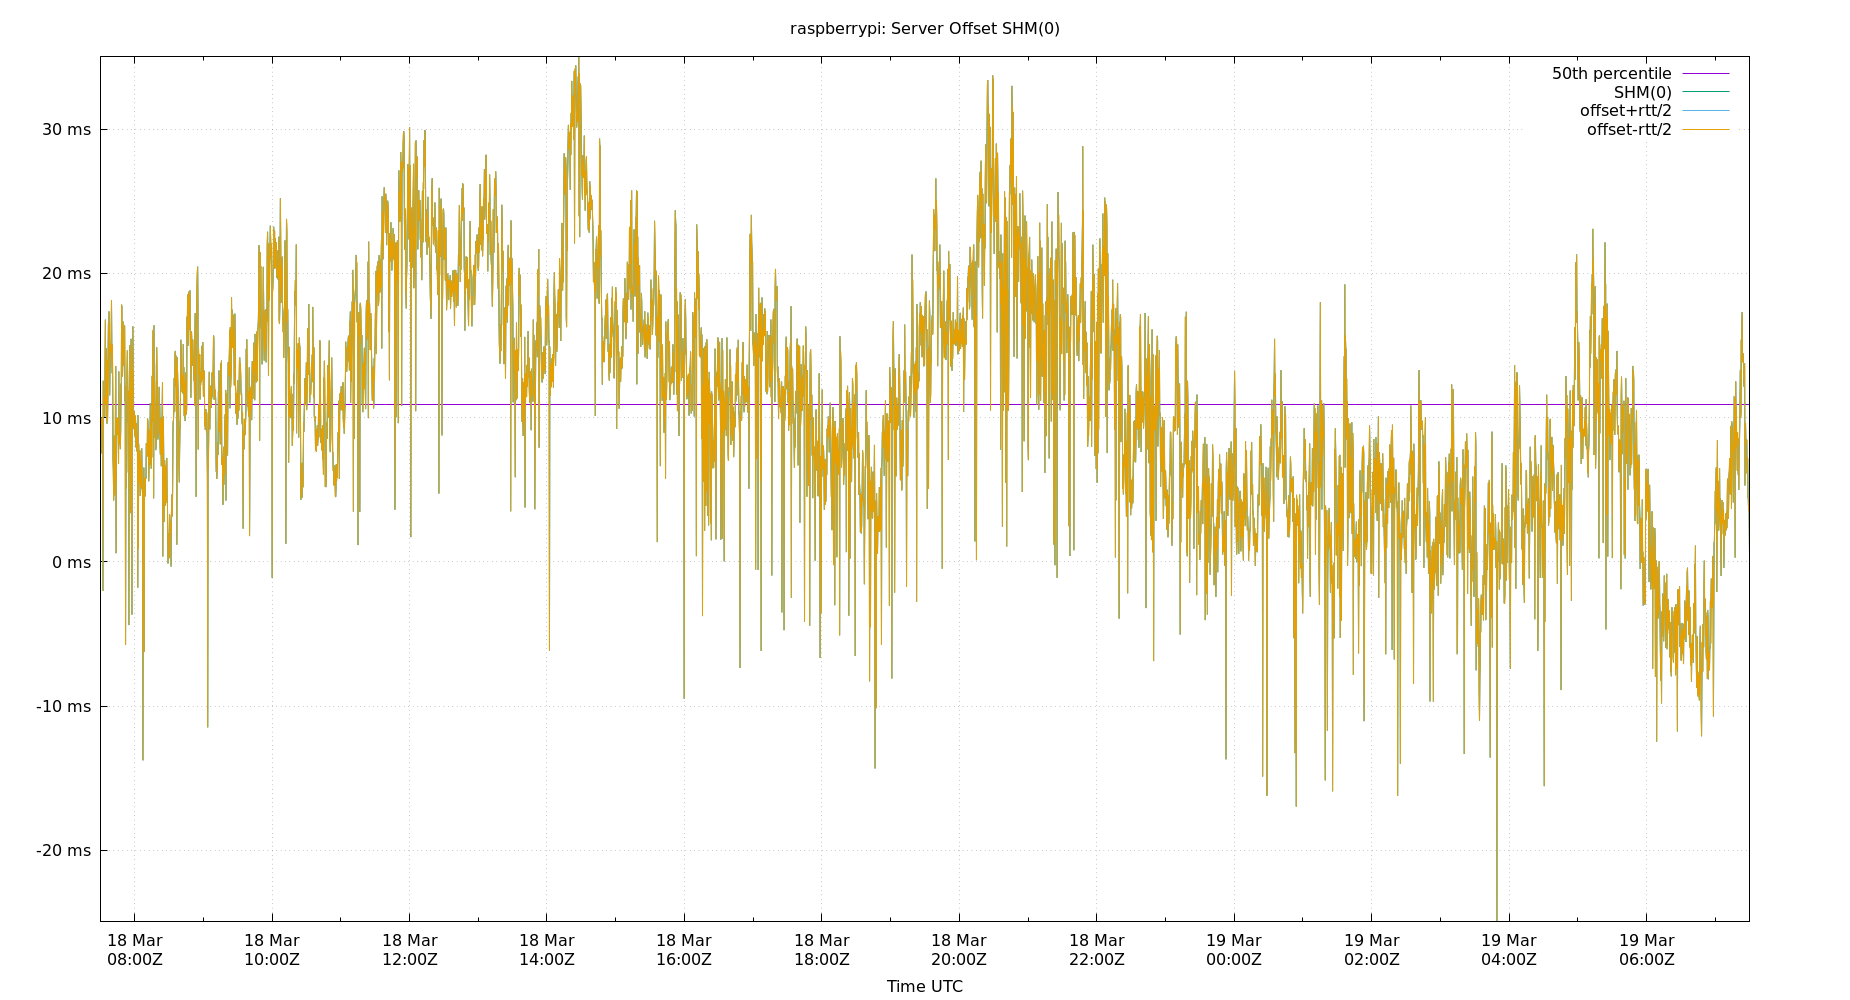 raspberrypi: Server Offset SHM(0)
50th percentile
SHM(0)
offset+rtt/2
offset-rtt/2
30 ms
20 ms
10 ms
0 ms
-10 ms
-20 ms
18 Mar 18 Mar 18 Mar 18 Mar 18 Mar 18 Mar 18 Mar 18 Mar 19 Mar 19 Mar 19 Mar 19 Mar
08:00Z 10:00Z 12:00Z 14:00Z 16:00Z 18:00Z 20:00Z 22:00Z 00:00Z 02:00Z 04:00Z 06:00Z
Time UTC